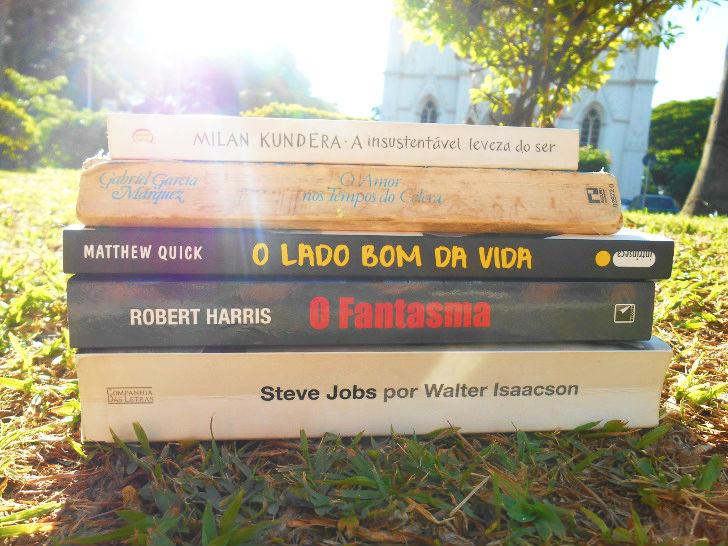 MILAN KUNDERA · A insustentável leveza do ser
Gabriel García
Márquez
O Amor
nos Tempos do Cólera
MATTHEW QUICK O LADO BOM DA VIDA
intrínseca
ROBERT HARRIS O Fantasma
COMPANHIA
DAS LETRAS
Steve Jobs por Walter Isaacson